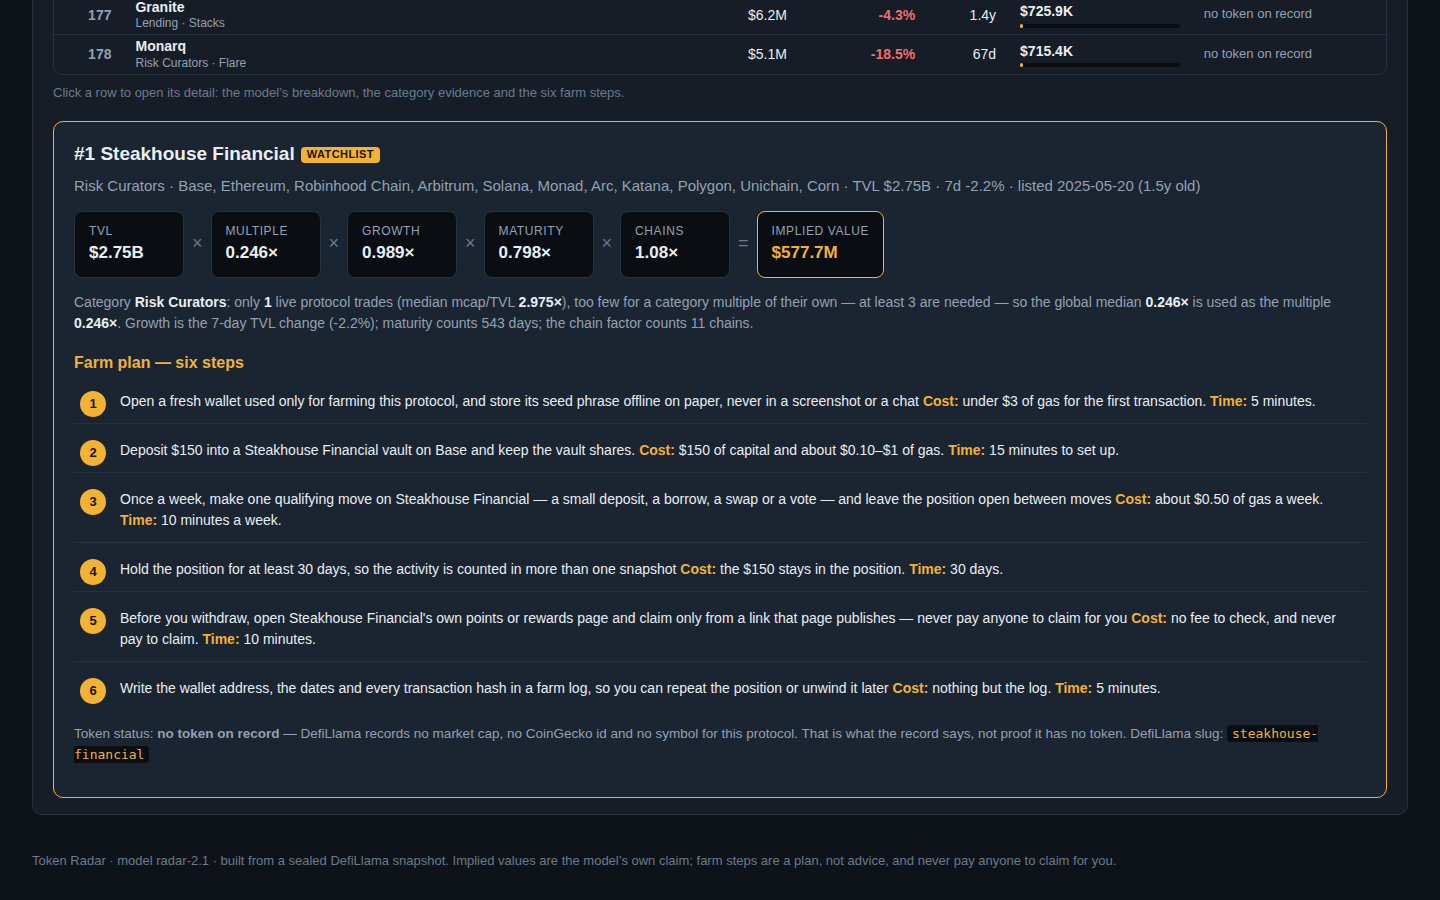 177 Granite $6.2M -4.3% 1.4y $725.9K no token on record
Lending · Stacks
178 Monarq $5.1M -18.5% 67d $715.4K no token on record
Risk Curators · Flare
Click a row to open its detail: the model’s breakdown, the category evidence and the six farm steps.
#1 Steakhouse Financial WATCHLIST
Risk Curators · Base, Ethereum, Robinhood Chain, Arbitrum, Solana, Monad, Arc, Katana, Polygon, Unichain, Corn · TVL $2.75B · 7d -2.2% · listed 2025-05-20 (1.5y old)
TVL MULTIPLE GROWTH MATURITY CHAINS IMPLIED VALUE
$2.75B × 0.246× × 0.989× × 0.798× × 1.08× = $577.7M
Category Risk Curators: only 1 live protocol trades (median mcap/TVL 2.975×), too few for a category multiple of their own — at least 3 are needed — so the global median 0.246× is used as the multiple
0.246×. Growth is the 7-day TVL change (-2.2%); maturity counts 543 days; the chain factor counts 11 chains.
Farm plan — six steps
1 Open a fresh wallet used only for farming this protocol, and store its seed phrase offline on paper, never in a screenshot or a chat Cost: under $3 of gas for the first transaction. Time: 5 minutes.
2 Deposit $150 into a Steakhouse Financial vault on Base and keep the vault shares. Cost: $150 of capital and about $0.10–$1 of gas. Time: 15 minutes to set up.
3 Once a week, make one qualifying move on Steakhouse Financial — a small deposit, a borrow, a swap or a vote — and leave the position open between moves Cost: about $0.50 of gas a week.
Time: 10 minutes a week.
4 Hold the position for at least 30 days, so the activity is counted in more than one snapshot Cost: the $150 stays in the position. Time: 30 days.
5 Before you withdraw, open Steakhouse Financial's own points or rewards page and claim only from a link that page publishes — never pay anyone to claim for you Cost: no fee to check, and never
pay to claim. Time: 10 minutes.
6 Write the wallet address, the dates and every transaction hash in a farm log, so you can repeat the position or unwind it later Cost: nothing but the log. Time: 5 minutes.
Token status: no token on record — DefiLlama records no market cap, no CoinGecko id and no symbol for this protocol. That is what the record says, not proof it has no token. DefiLlama slug: steakhouse-
financial
Token Radar · model radar-2.1 · built from a sealed DefiLlama snapshot. Implied values are the model’s own claim; farm steps are a plan, not advice, and never pay anyone to claim for you.